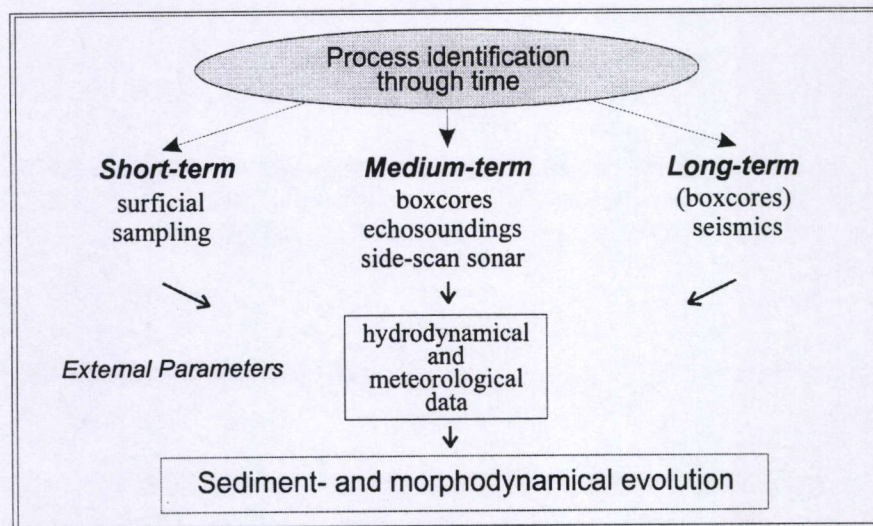 Process identification
through time
Short-term
surficial
sampling
Medium-term
boxcores
echosoundings
side-scan sonar
Long-term
(boxcores)
seismics
External Parameters
hydrodynamical
and
meteorological
data
Sediment- and morphodynamical evolution